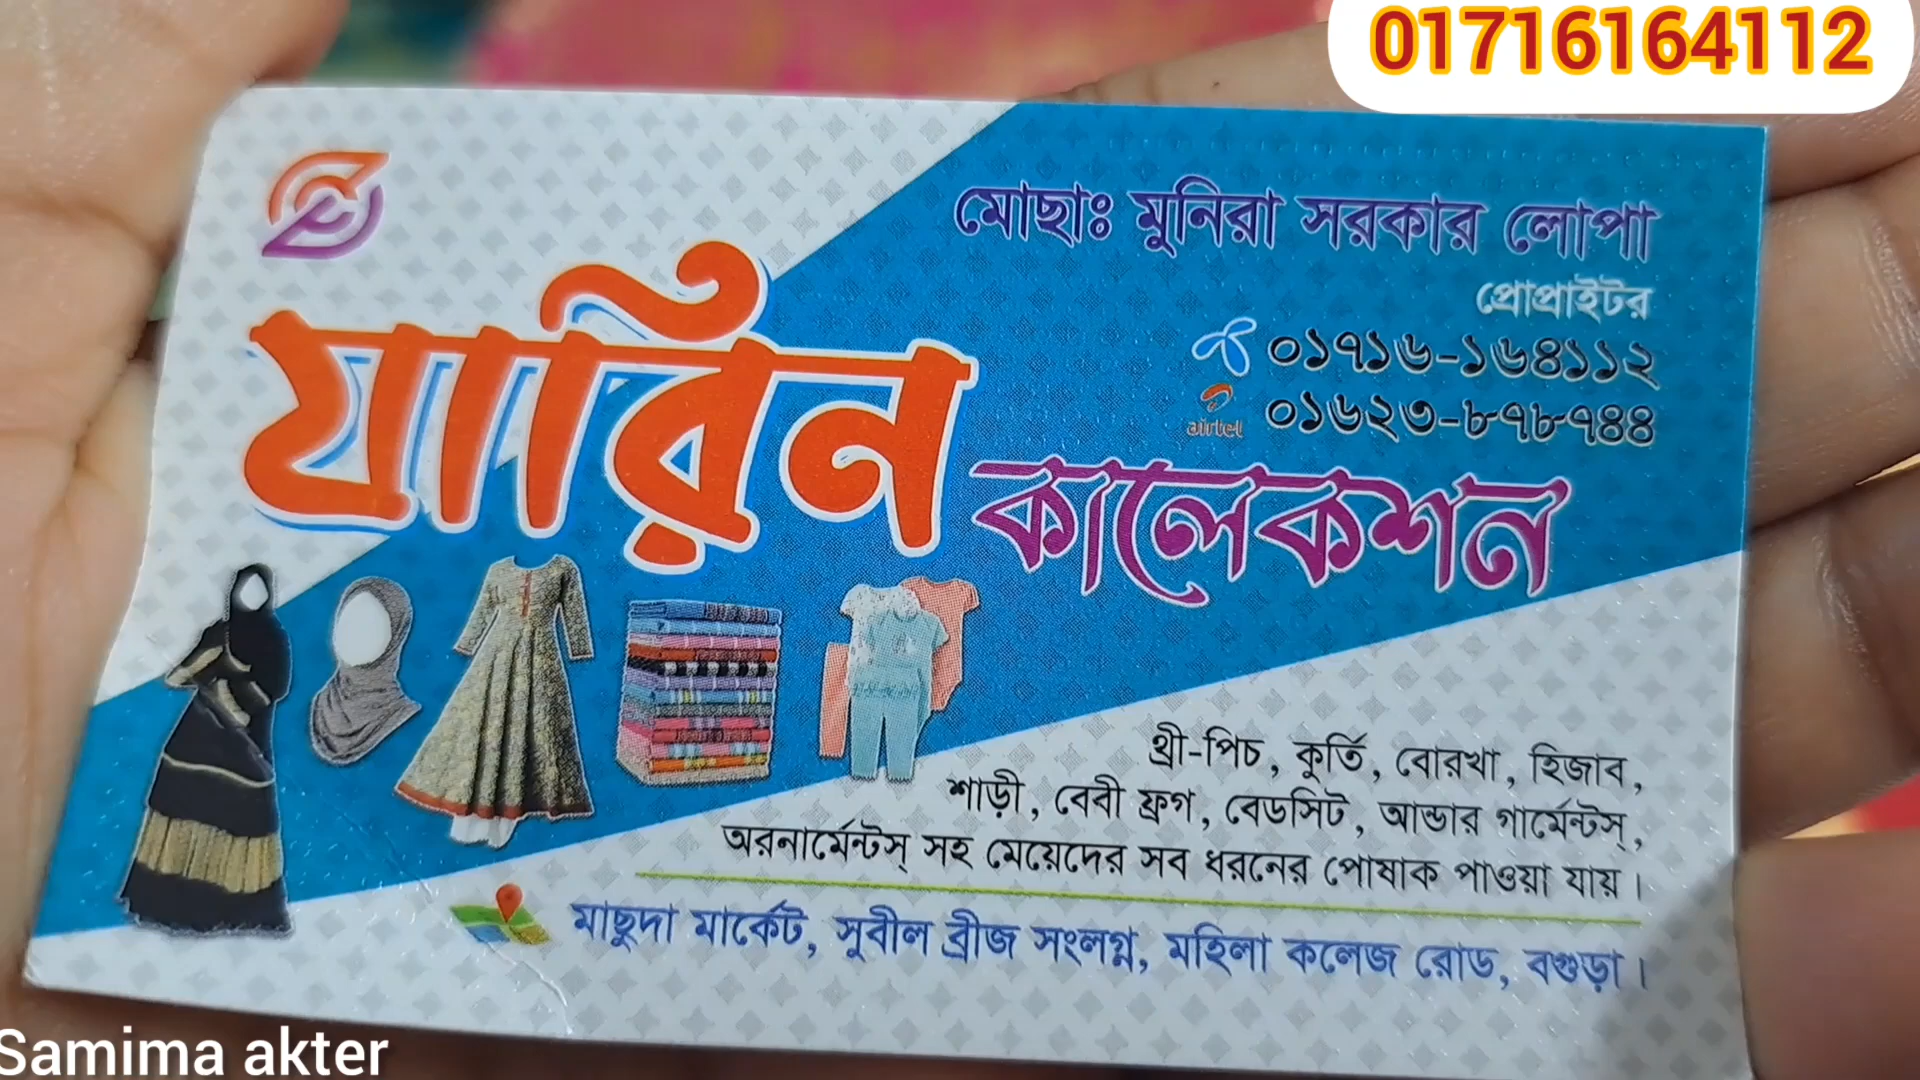 01716164112
মোছাঃ মুনিরা সরকার লোপা
প্রোপ্রাইটর
০১৭১৬-১৬৪১১২
airtel ০১৬২৩-৮৭৮৭৪৪
যারিন
কালেকশন
থ্রী-পিচ, কুর্তি, বোরখা, হিজাব,
শাড়ী, বেবী ফ্রগ, বেডসিট, আন্ডার গার্মেন্টস্,
অরনার্মেন্টস্ সহ মেয়েদের সব ধরনের পোষাক পাওয়া যায়।
মাছুদা মার্কেট, সুবীল ব্রীজ সংলগ্ন, মহিলা কলেজ রোড, বগুড়া।
Samima akter